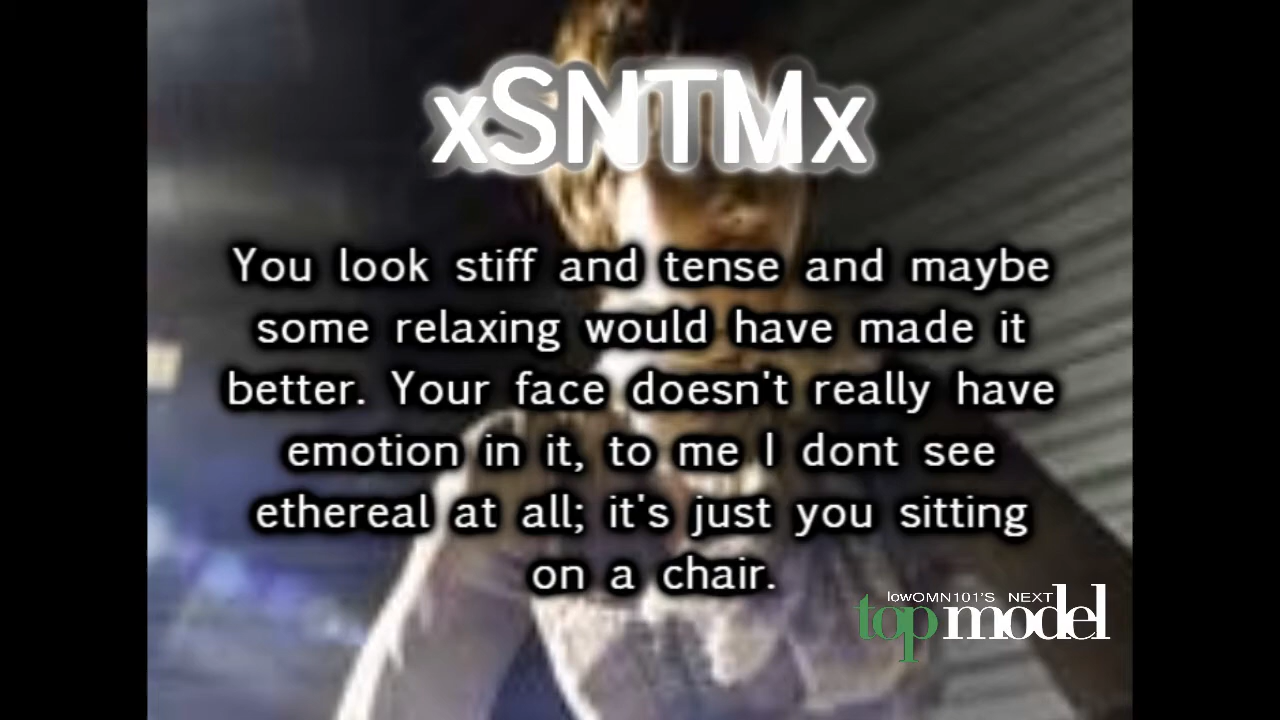 xSNTMx
You look stiff and tense and maybe
some relaxing would have made it
better. Your face doesn't really have
emotion in it, to me I dont see
ethereal at all; it's just you sitting
on a chair.
lowOMN101'S NEXT
top model